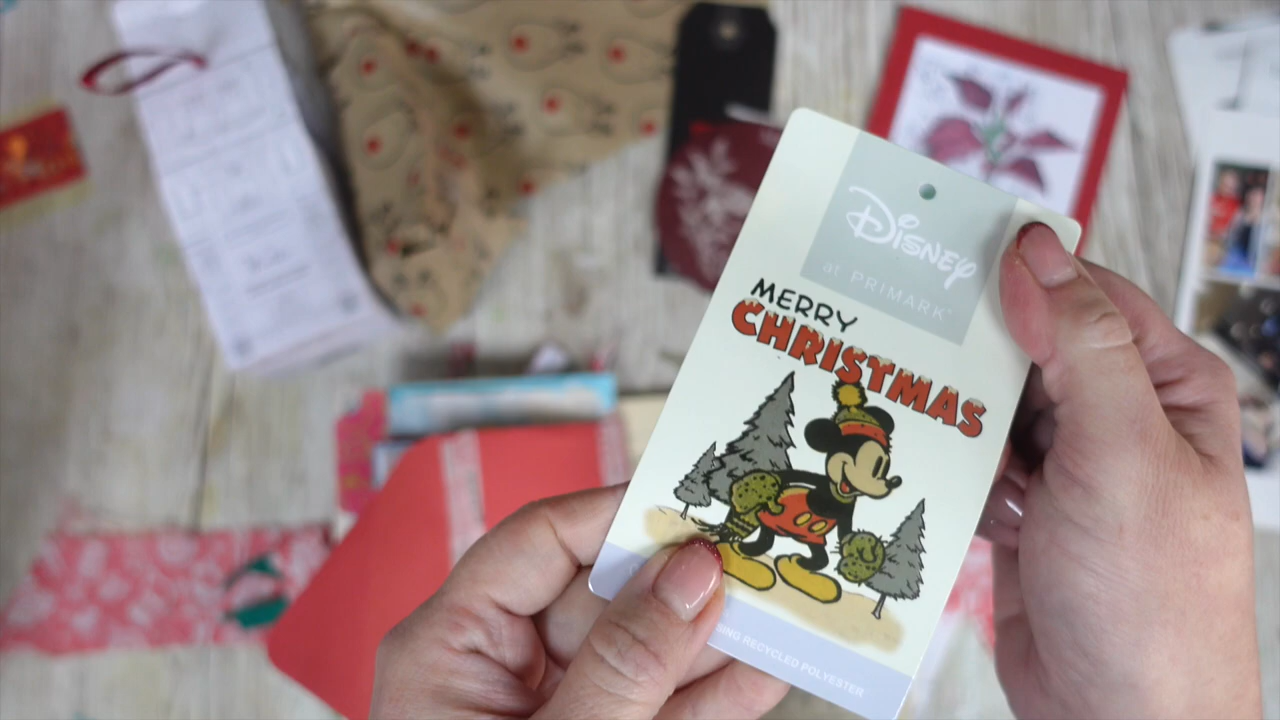 Disney
at PRIMARK®
MERRY
CHRISTMAS
RECYCLED POLYESTER